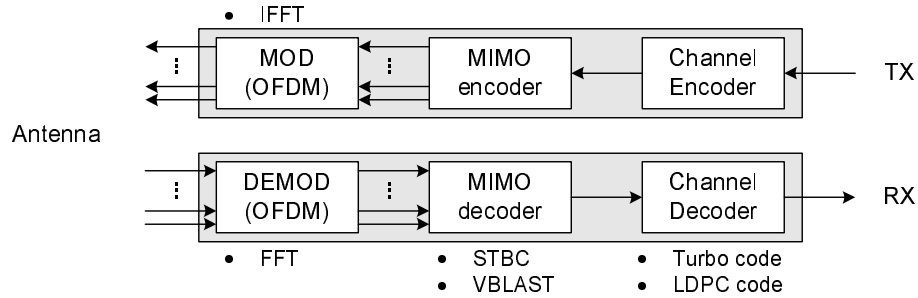 • IFFT
MOD
(OFDM)
MIMO
encoder
Channel
Encoder
TX
Antenna
DEMOD
(OFDM)
MIMO
decoder
Channel
Decoder
RX
• FFT
• STBC
• VBLAST
• Turbo code
• LDPC code